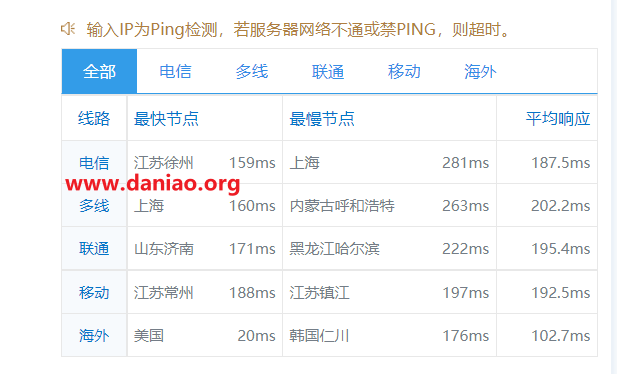 输入IP为Ping检测，若服务器网络不通或禁PING，则超时。
全部 电信 多线 联通 移动 海外
线路 最快节点 最慢节点 平均响应
电信 江苏徐州 159ms 上海 281ms 187.5ms
www.daniao.org
多线 上海 160ms 内蒙古呼和浩特 263ms 202.2ms
联通 山东济南 171ms 黑龙江哈尔滨 222ms 195.4ms
移动 江苏常州 188ms 江苏镇江 197ms 192.5ms
海外 美国 20ms 韩国仁川 176ms 102.7ms